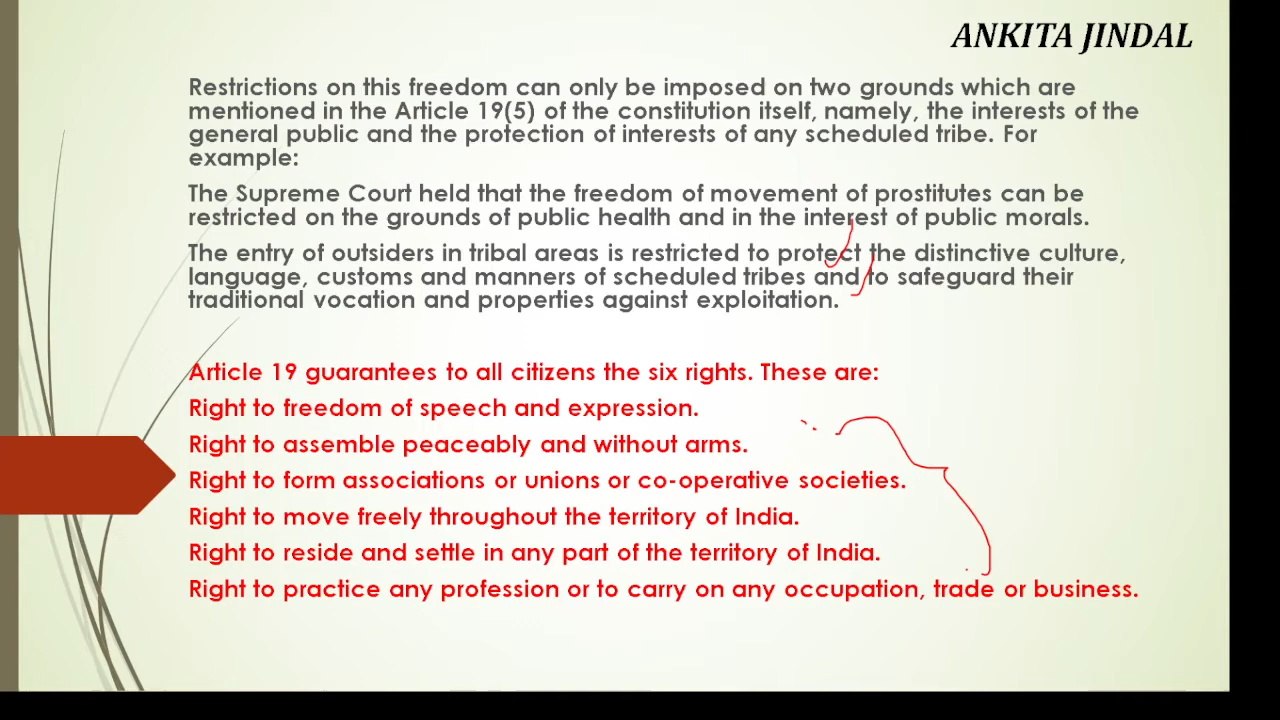 ANKITA JINDAL
Restrictions on this freedom can only be imposed on two grounds which are
mentioned in the Article 19(5) of the constitution itself, namely, the interests of the
general public and the protection of interests of any scheduled tribe. For
example:
The Supreme Court held that the freedom of movement of prostitutes can be
restricted on the grounds of public health and in the interest of public morals.
The entry of outsiders in tribal areas is restricted to protect the distinctive culture,
language, customs and manners of scheduled tribes and to safeguard their
traditional vocation and properties against exploitation.
Article 19 guarantees to all citizens the six rights. These are:
Right to freedom of speech and expression.
Right to assemble peaceably and without arms.
Right to form associations or unions or co-operative societies.
Right to move freely throughout the territory of India.
Right to reside and settle in any part of the territory of India.
Right to practice any profession or to carry on any occupation, trade or business.